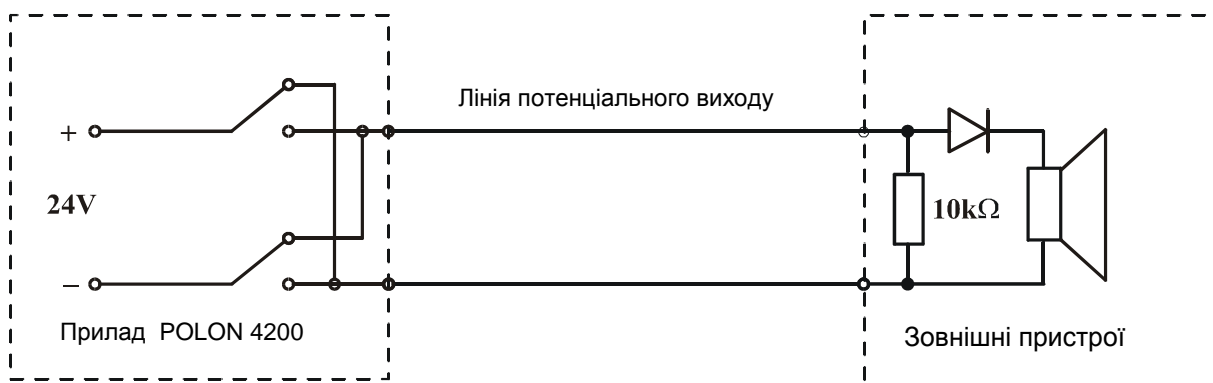 Лінія потенціального виходу
+
24V
10kΩ
−
Прилад POLON 4200
Зовнішні пристрої